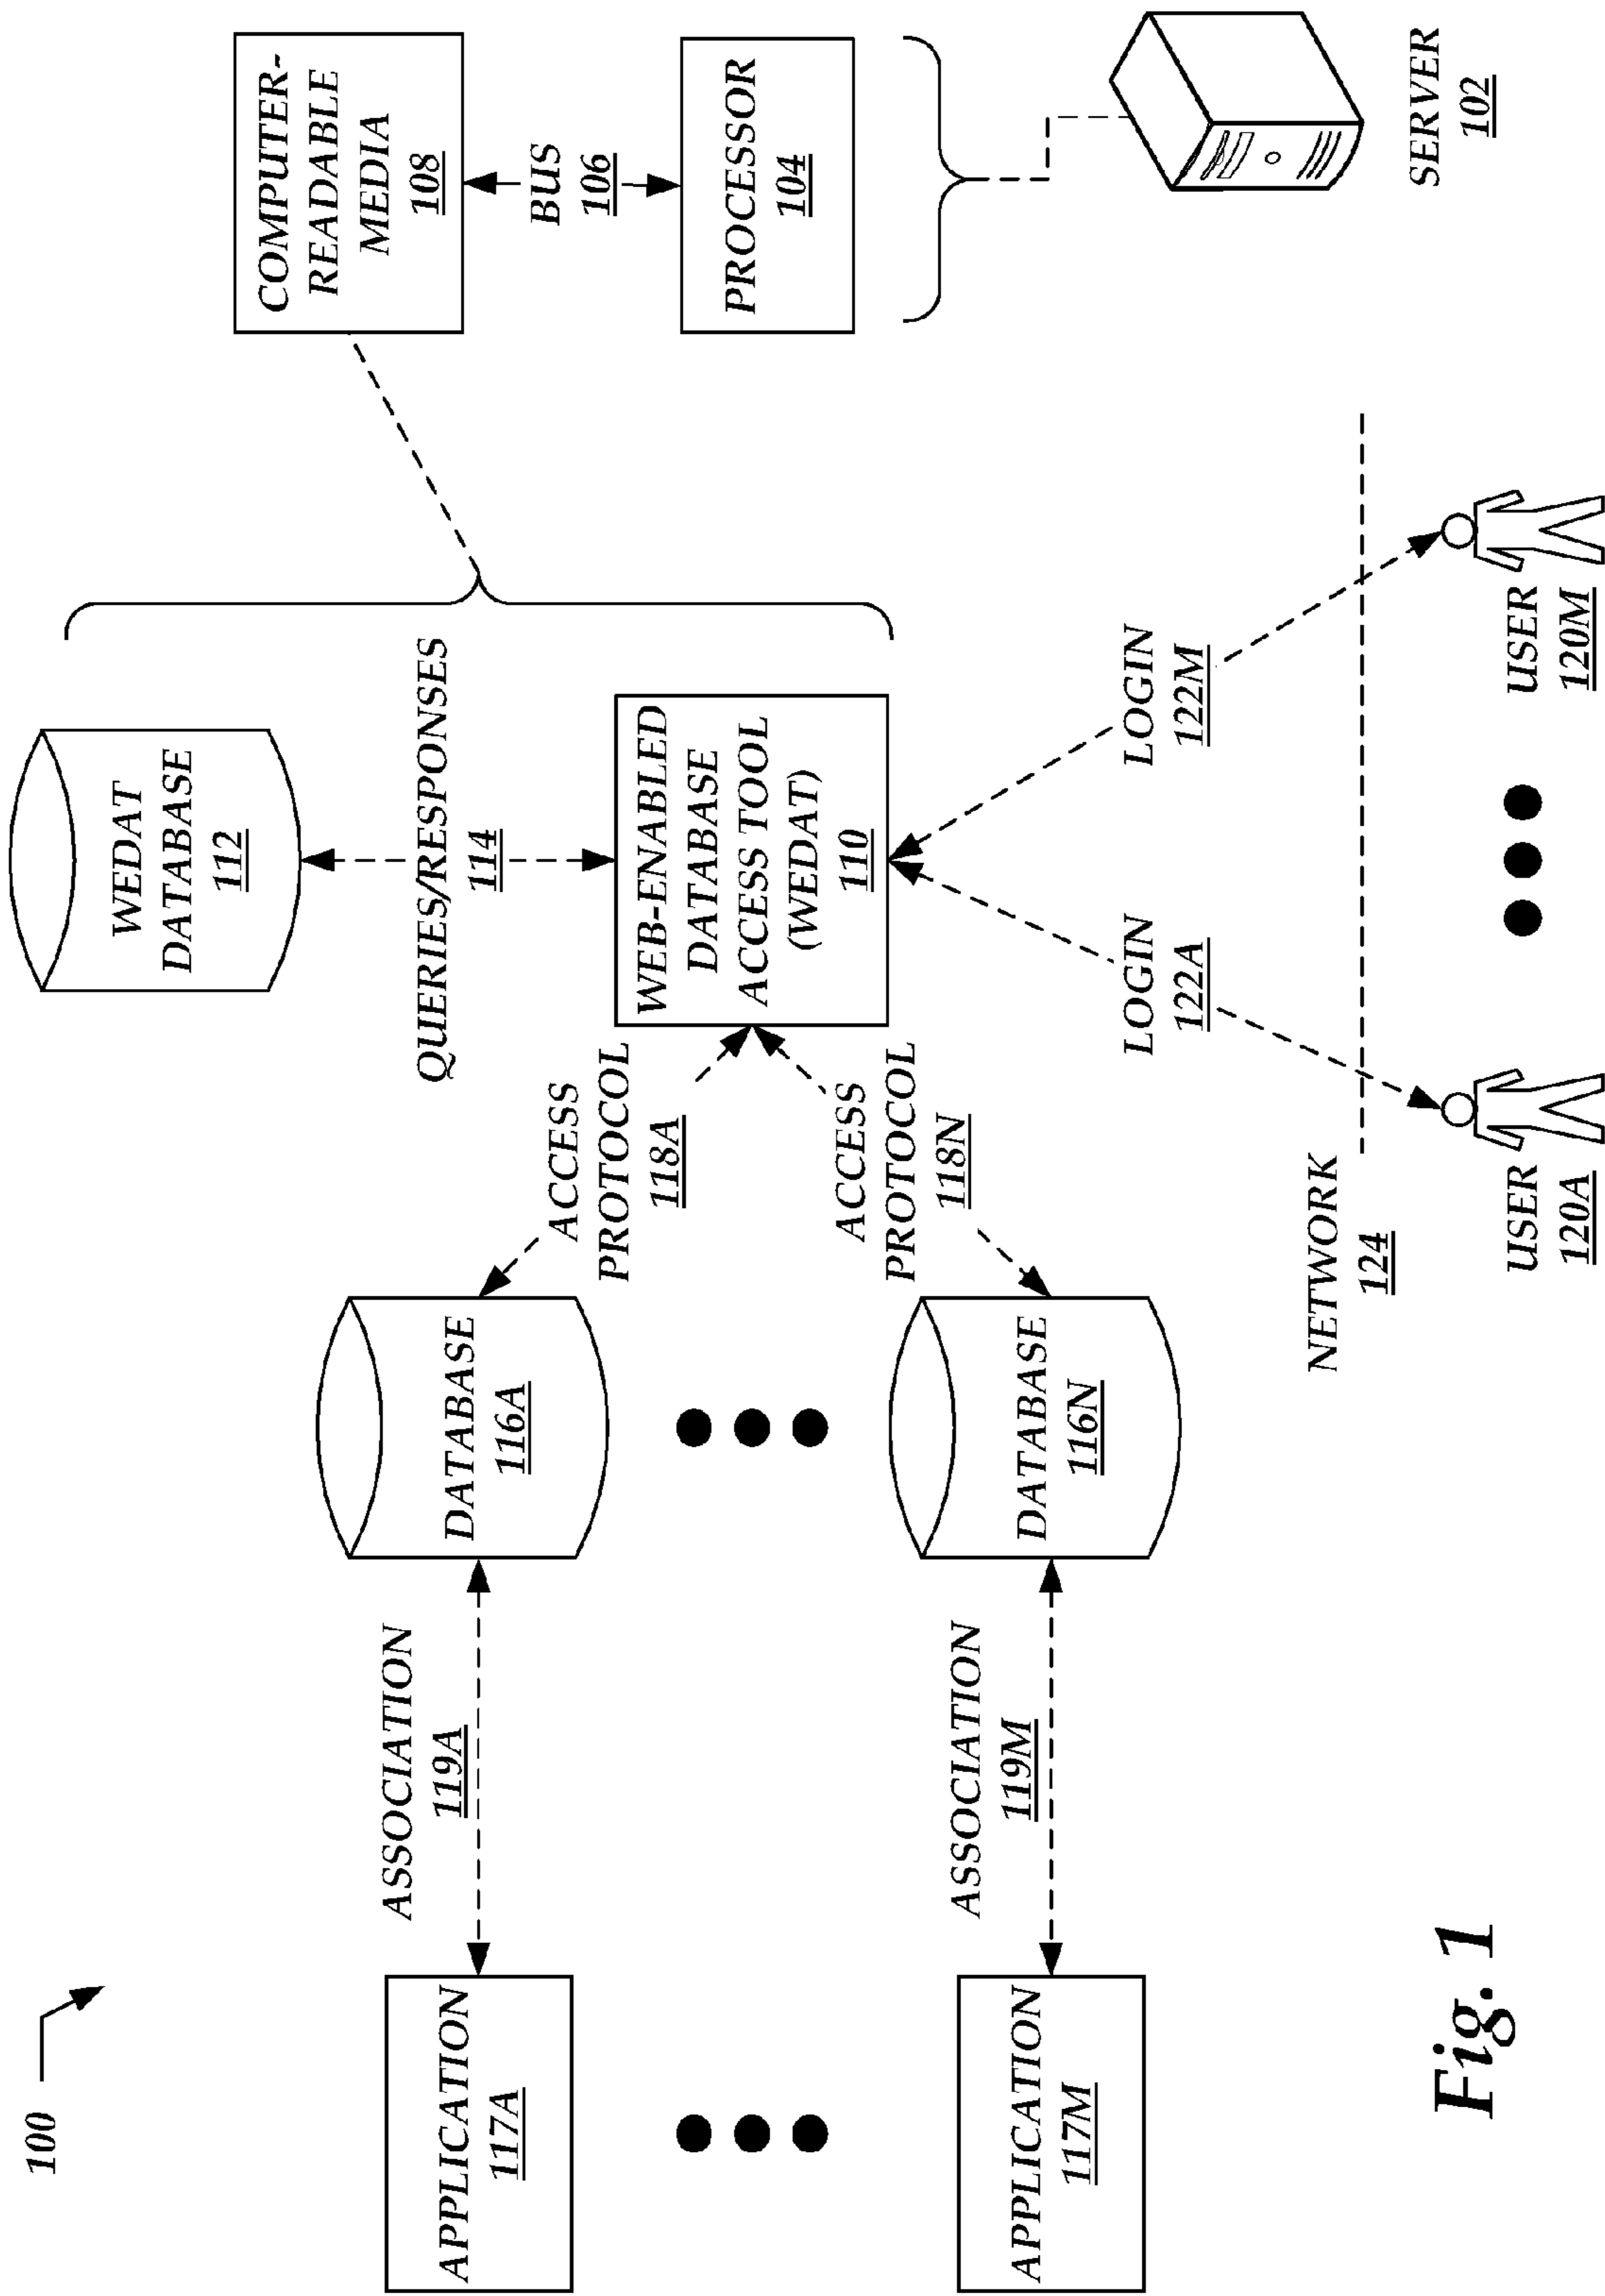 100
WEDAT
DATABASE
112
COMPUTER-
READABLE
MEDIA
108
BUS
106
PROCESSOR
104
SERVER
102
QUERIES/RESPONSES
114
WEB-ENABLED
DATABASE
ACCESS TOOL
(WEDAT)
110
ACCESS
PROTOCOL
118A
ACCESS
PROTOCOL
118N
ASSOCIATION
119A
DATABASE
116A
APPLICATION
117A
ASSOCIATION
119M
DATABASE
116N
APPLICATION
117M
LOGIN
122A
LOGIN
122M
NETWORK
124
USER
120A
USER
120M
Fig. 1